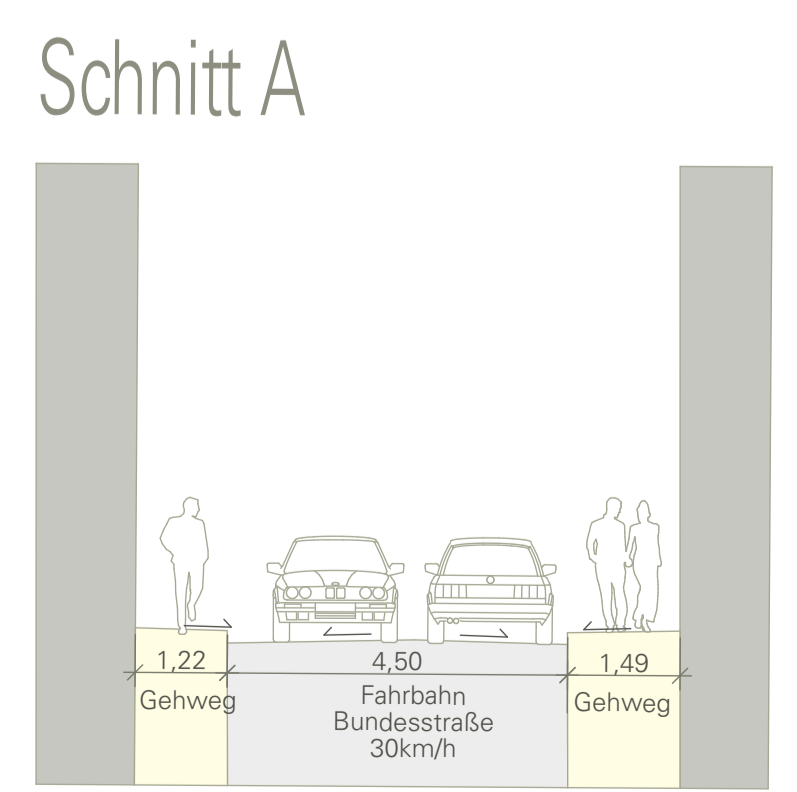 Schnitt A
1,22
4,50
1,49
Gehweg
Fahrbahn
Bundesstraße
30km/h
Gehweg